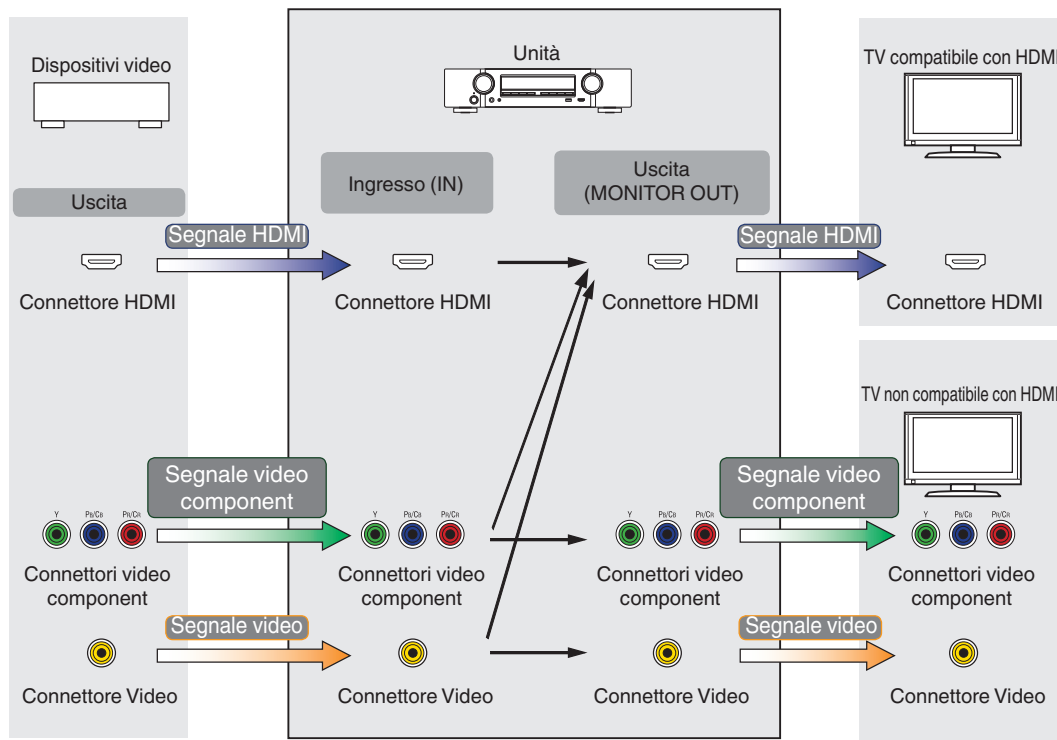 Dispositivi video
Unità
TV compatibile con HDMI
Uscita
Ingresso (IN)
Uscita
(MONITOR OUT)
Segnale HDMI
Segnale HDMI
Connettore HDMI
Connettore HDMI
Connettore HDMI
Connettore HDMI
TV non compatibile con HDMI
Segnale video
component
Segnale video
component
Y PB/CB PR/CR
Y PB/CB PR/CR
Y PB/CB PR/CR
Y PB/CB PR/CR
Connettori video
component
Connettori video
component
Connettori video
component
Connettori video
component
Segnale video
Segnale video
Connettore Video
Connettore Video
Connettore Video
Connettore Video